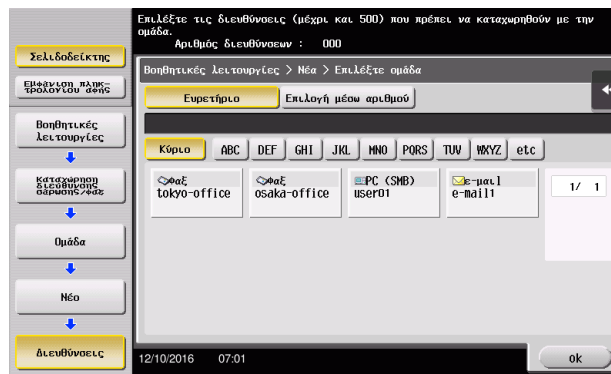 Επιλέξτε τις διευθύνσεις (μέχρι και 500) που πρέπει να καταχωρηθούν με την
ομάδα.
Αριθμός διευθύνσεων : 000
Σελιδοδείκτης
Εμφάνιση πληκ-
τρολογίου αφής
Βοηθητικές
λειτουργίες
Καταχώρηση
διεύθυνσης
σάρωσης/φαξ
Ομάδα
Νέο
Διευθύνσεις
Βοηθητικές λειτουργίες > Νέα > Επιλέξτε ομάδα
Ευρετήριο
Επιλογή μέσω αριθμού
Κύριο ABC DEF GHI JKL MNO PQRS TUV WXYZ etc
Φαξ Φαξ PC (SMB) ε-μαιl
tokyo-office osaka-office user01 e-mail1
1/ 1
12/10/2016 07:01
ok